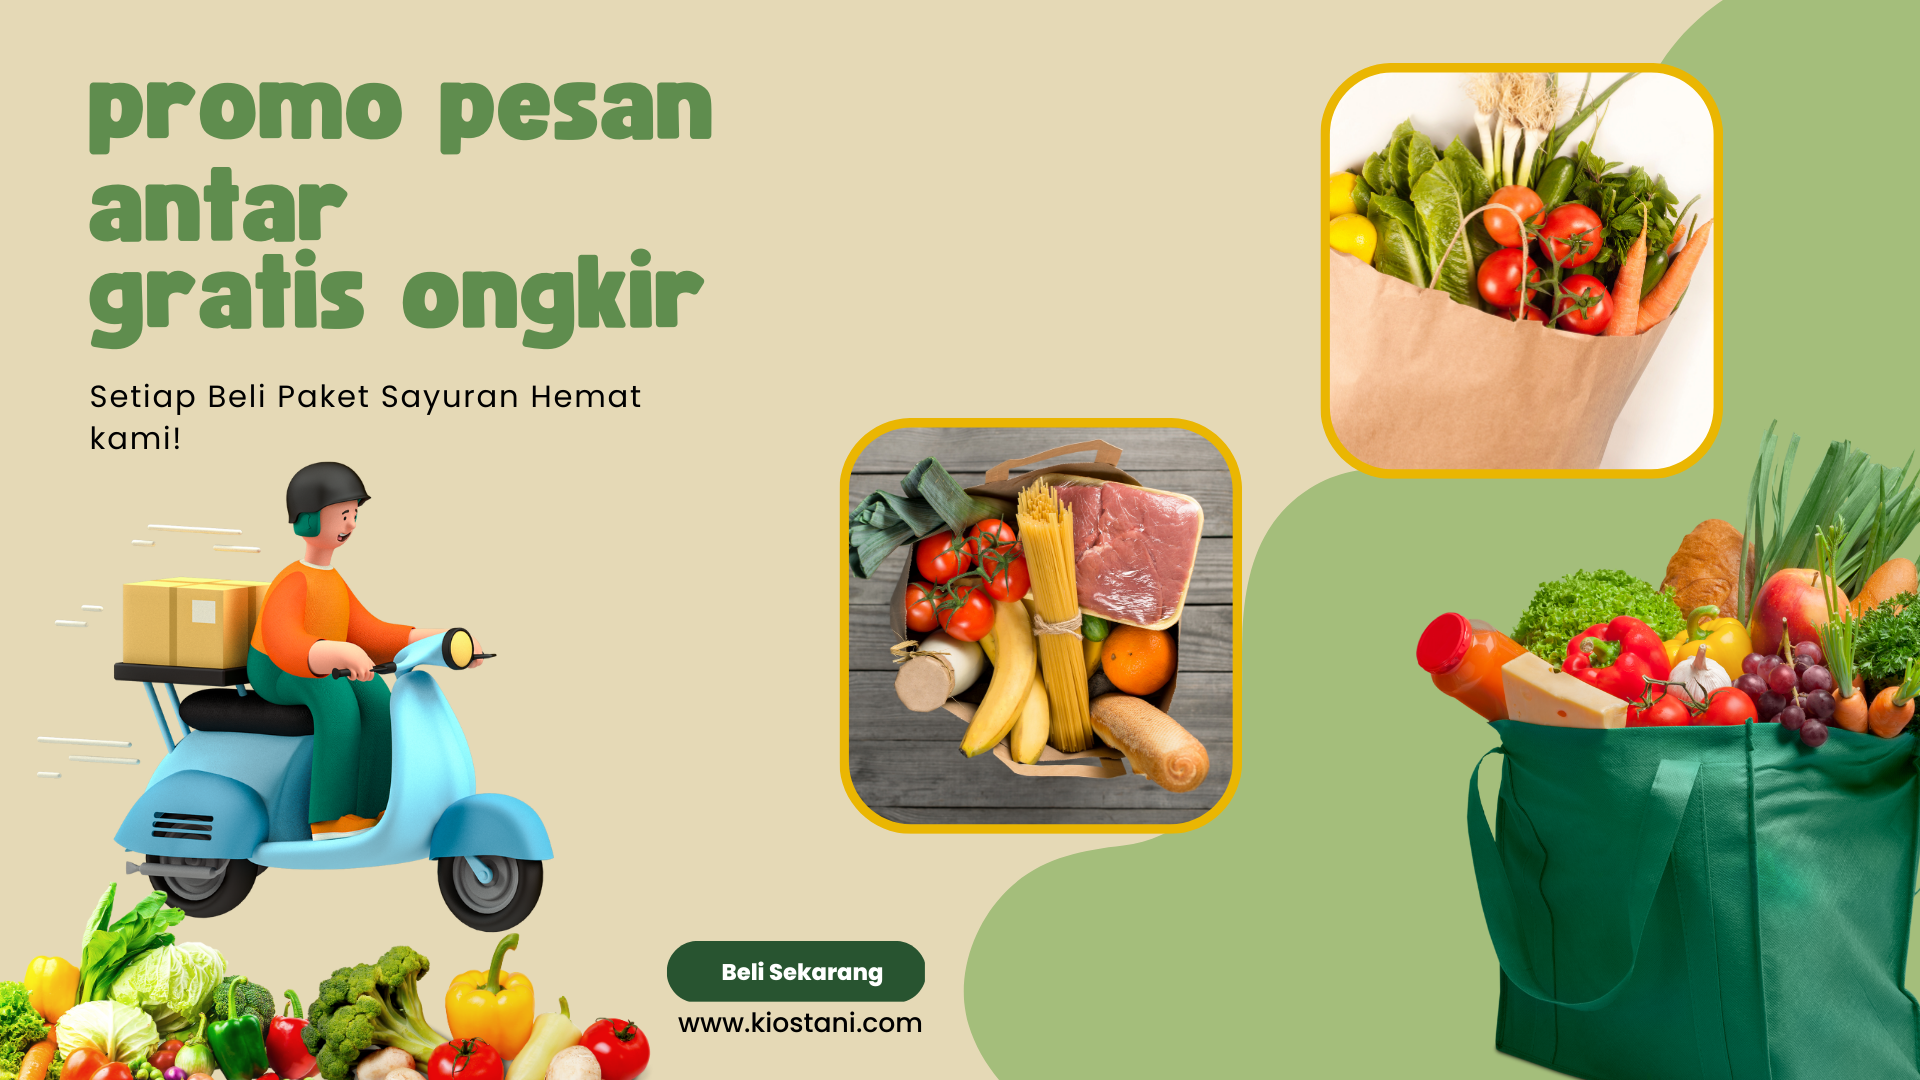 promo pesan
antar
gratis ongkir
Setiap Beli Paket Sayuran Hemat
kami!
Beli Sekarang
www.kiostani.com